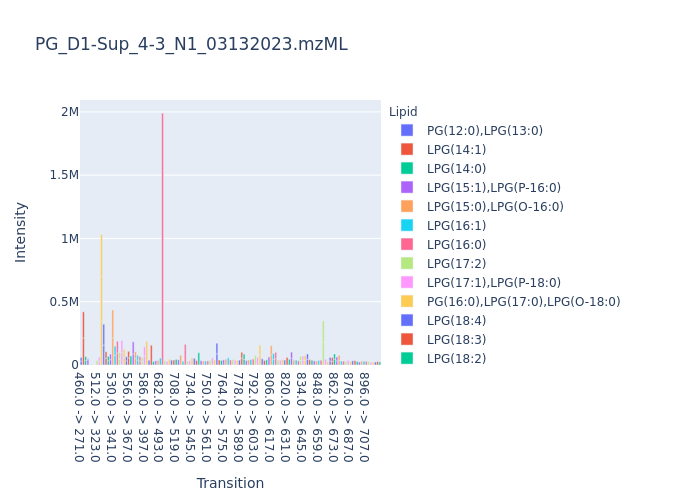 PG_D1-Sup_4-3_N1_03132023.mzML
Lipid
PG(12:0),LPG(13:0)
LPG(14:1)
LPG(14:0)
LPG(15:1),LPG(P-16:0)
LPG(15:0),LPG(O-16:0)
LPG(16:1)
LPG(16:0)
LPG(17:2)
LPG(17:1),LPG(P-18:0)
PG(16:0),LPG(17:0),LPG(O-18:0)
LPG(18:4)
LPG(18:3)
LPG(18:2)
2M
1.5M
1M
0.5M
0
Intensity
460.0 -> 271.0
512.0 -> 323.0
530.0 -> 341.0
556.0 -> 367.0
586.0 -> 397.0
682.0 -> 493.0
708.0 -> 519.0
734.0 -> 545.0
750.0 -> 561.0
764.0 -> 575.0
778.0 -> 589.0
792.0 -> 603.0
806.0 -> 617.0
820.0 -> 631.0
834.0 -> 645.0
848.0 -> 659.0
862.0 -> 673.0
876.0 -> 687.0
896.0 -> 707.0
Transition